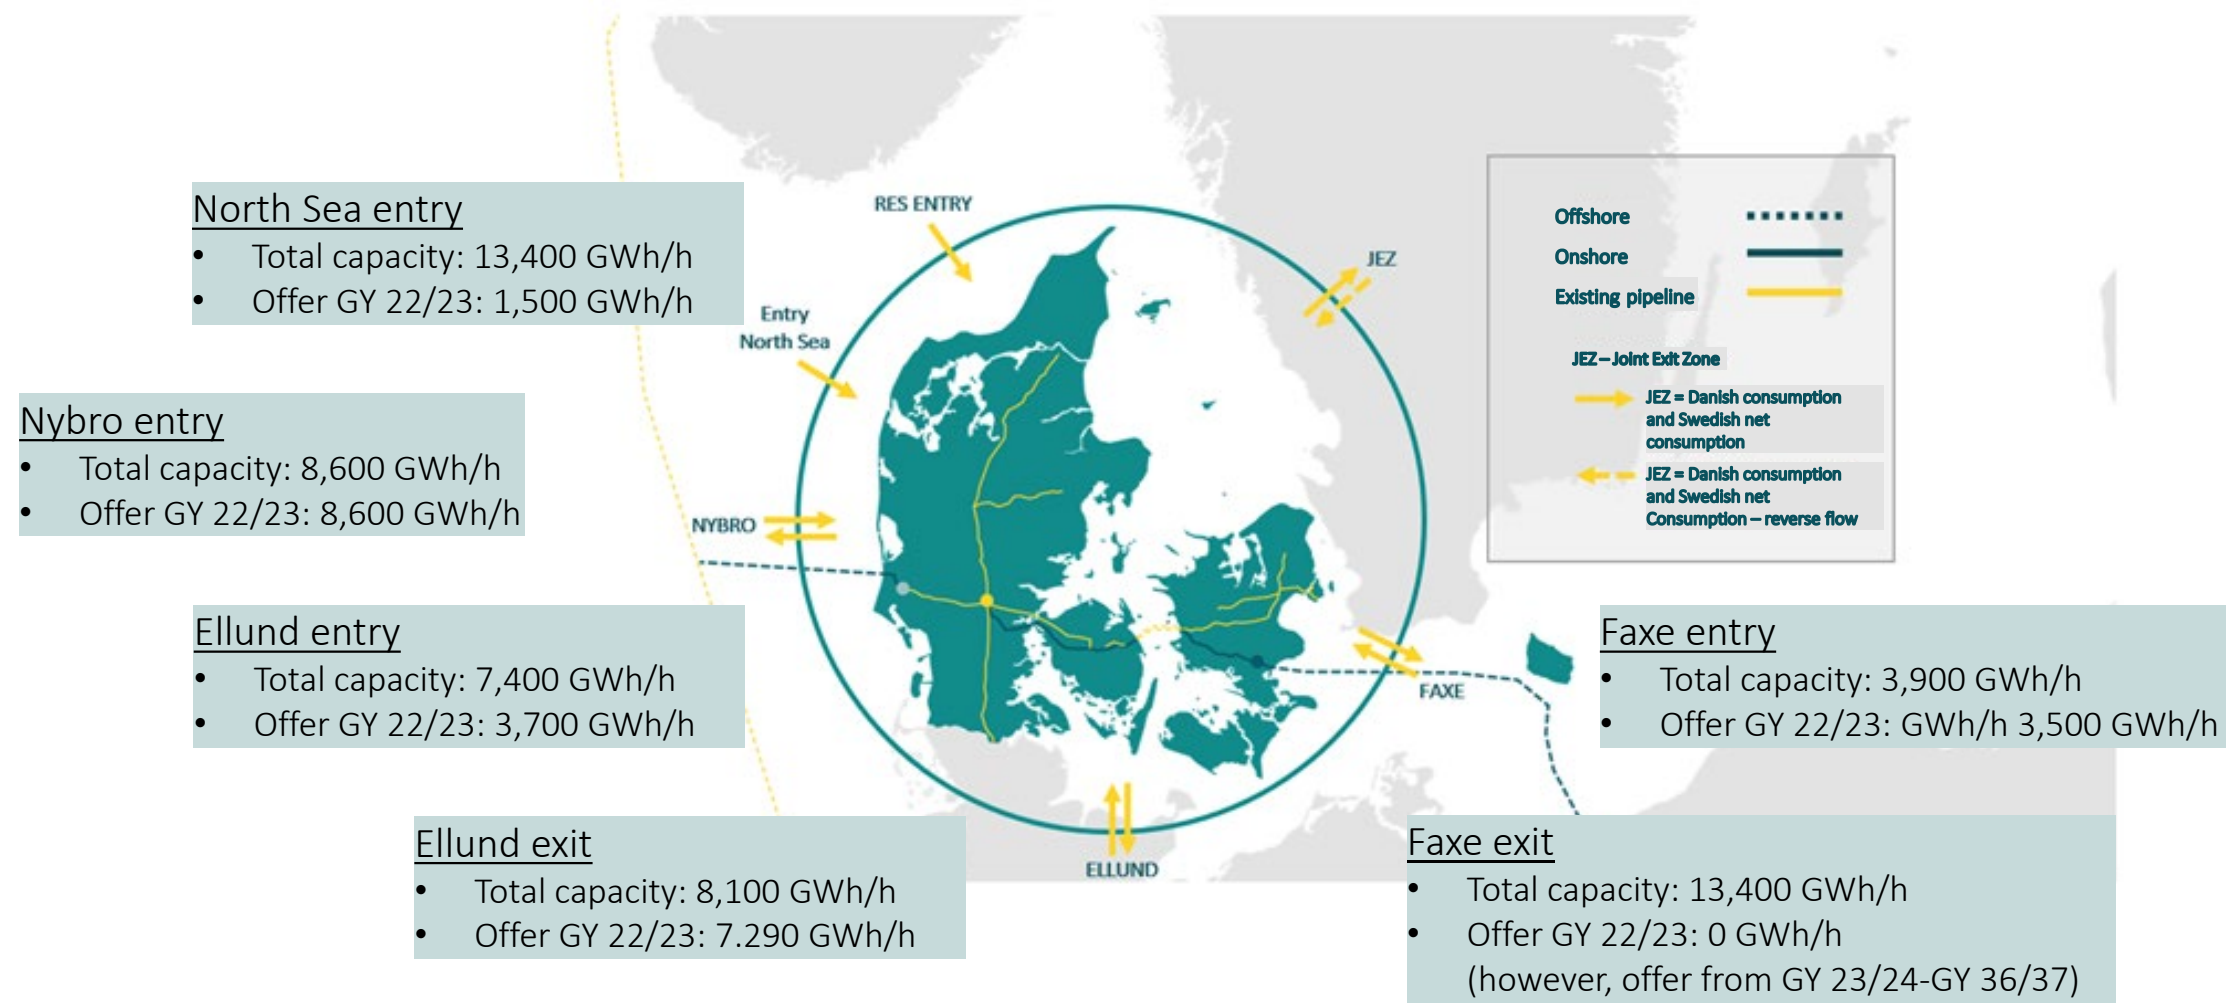 RES ENTRY
North Sea entry
• Total capacity: 13,400 GWh/h
• Offer GY 22/23: 1,500 GWh/h
JEZ
Entry
North Sea
Offshore
Onshore
Existing pipeline
JEZ – Joint Exit Zone
JEZ = Danish consumption
and Swedish net
consumption
JEZ = Danish consumption
and Swedish net
Consumption – reverse flow
Nybro entry
• Total capacity: 8,600 GWh/h
• Offer GY 22/23: 8,600 GWh/h
NYBRO
Ellund entry
• Total capacity: 7,400 GWh/h
• Offer GY 22/23: 3,700 GWh/h
FAXE
Faxe entry
• Total capacity: 3,900 GWh/h
• Offer GY 22/23: GWh/h 3,500 GWh/h
Ellund exit
• Total capacity: 8,100 GWh/h
• Offer GY 22/23: 7.290 GWh/h
ELLUND
Faxe exit
• Total capacity: 13,400 GWh/h
• Offer GY 22/23: 0 GWh/h
(however, offer from GY 23/24-GY 36/37)